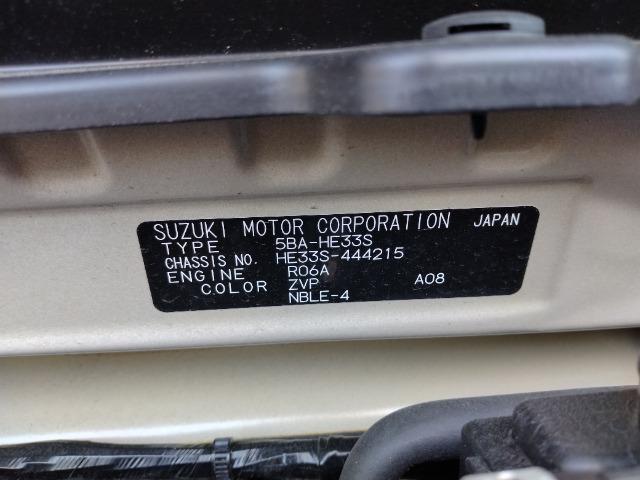 SUZUKI MOTOR CORPORATION JAPAN
TYPE 5BA-HE33S
CHASSIS NO. HE33S-444215
ENGINE R06A
COLOR ZVP A08
NBLE-4